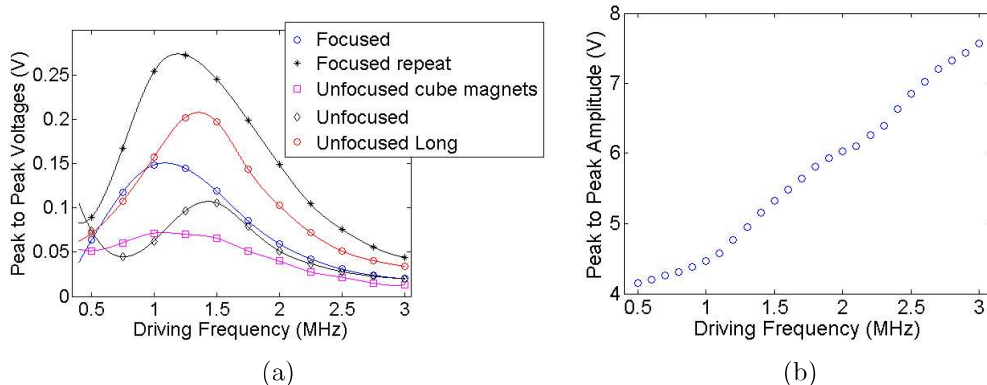 Peak to Peak Voltages (V)
0.25
0.2
0.15
0.1
0.05
0
0.5 1 1.5 2 2.5 3
Driving Frequency (MHz)
Focused
Focused repeat
Unfocused cube magnets
Unfocused
Unfocused Long
(a)
Peak to Peak Amplitude (V)
8
7
6
5
4
0.5 1 1.5 2 2.5 3
Driving Frequency (MHz)
(b)